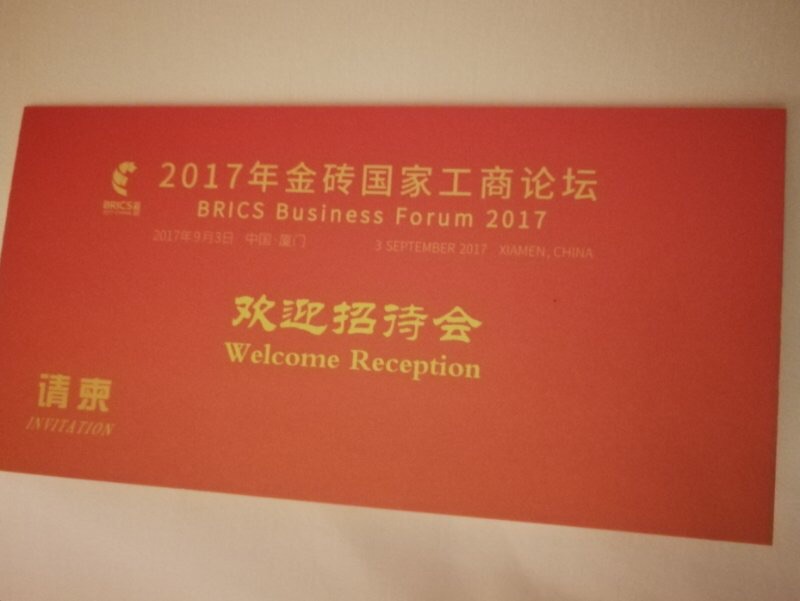 2017年金砖国家工商论坛
BRICS Business Forum 2017
2017年9月3日 中国·厦门 3 SEPTEMBER 2017 XIAMEN, CHINA
BRICS
欢迎招待会
Welcome Reception
请柬
INVITATION